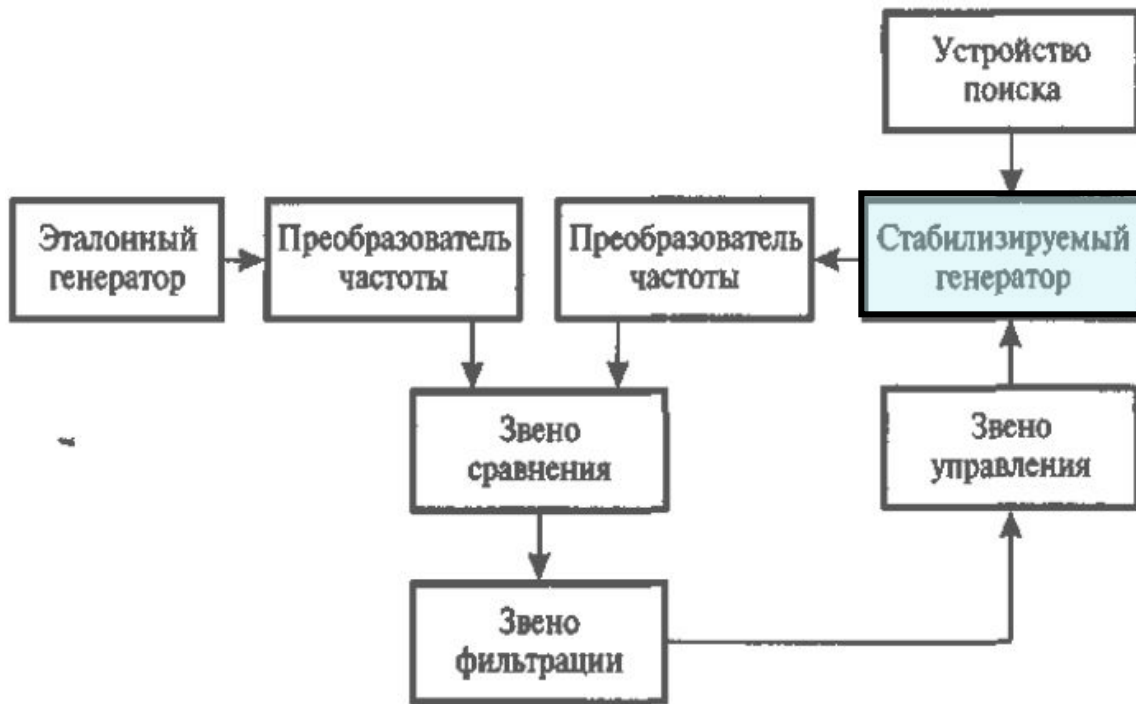 Устройство
поиска
Эталонный
генератор
Преобразователь
частоты
Преобразователь
частоты
Стабилизируемый
генератор
Звено
сравнения
Звено
управления
Звено
фильтрации